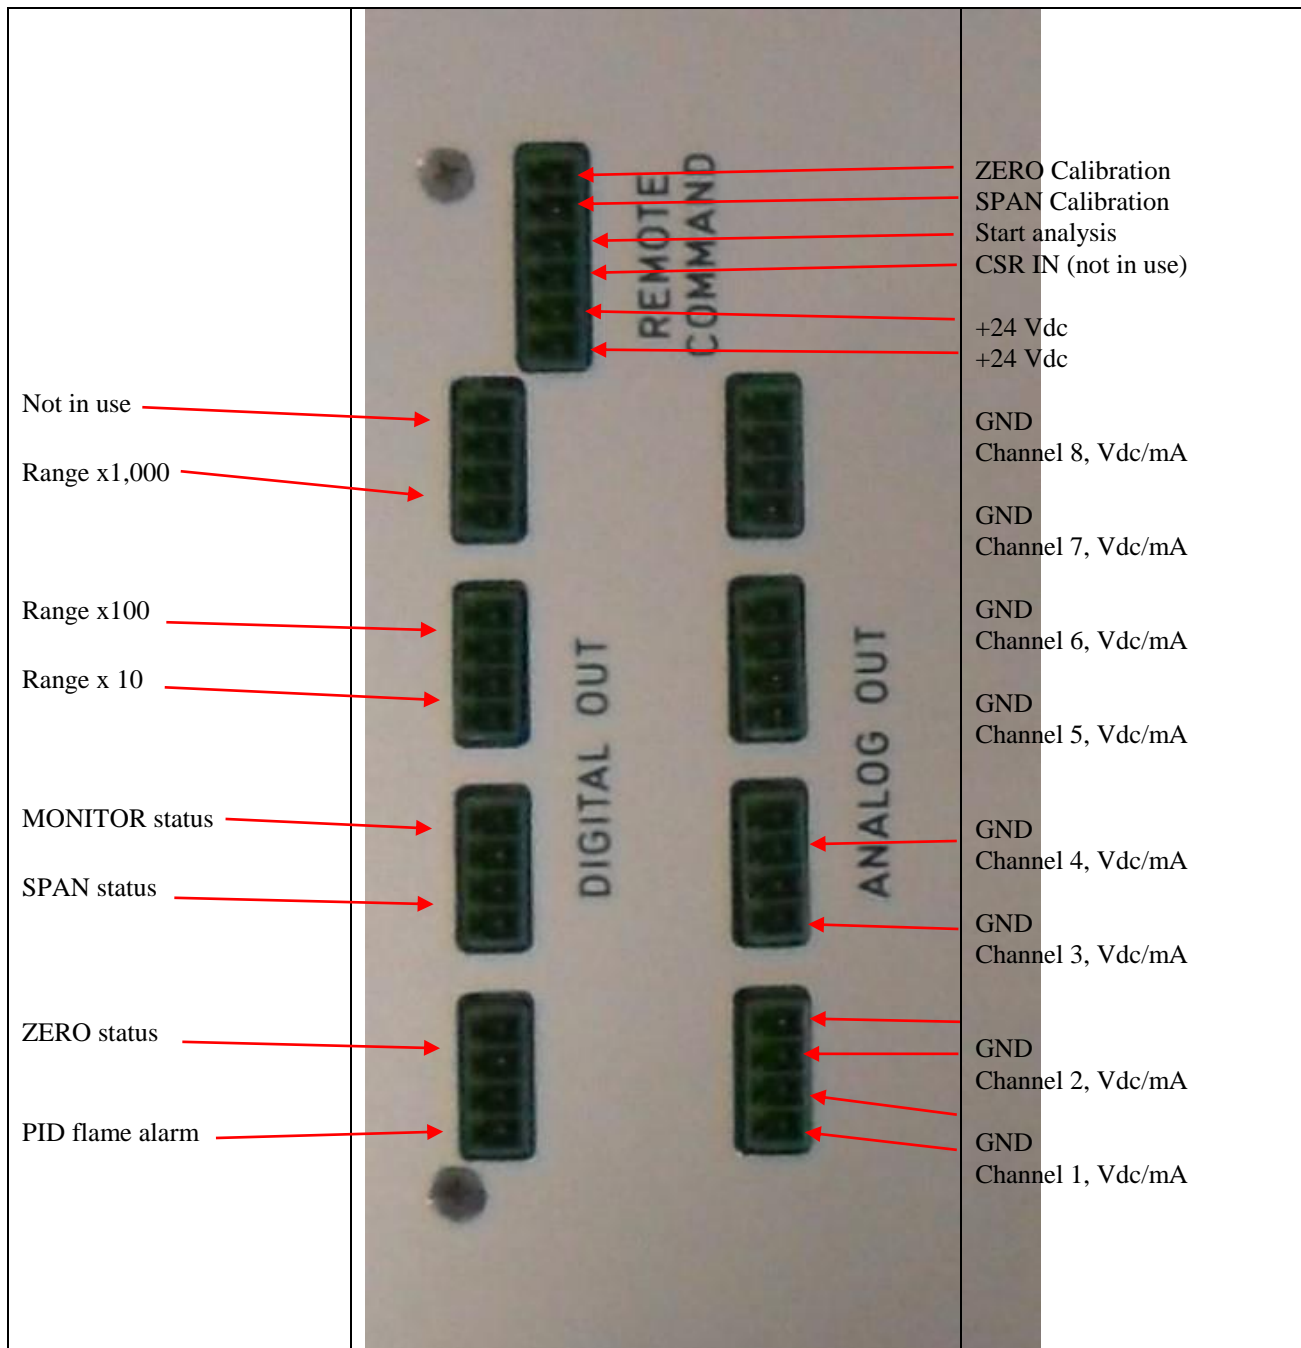 Not in use
Range x1,000
Range x100
Range x 10
MONITOR status
SPAN status
ZERO status
PID flame alarm
REMOTE
COMMAND
DIGITAL OUT
ANALOG OUT
ZERO Calibration
SPAN Calibration
Start analysis
CSR IN (not in use)
+24 Vdc
+24 Vdc
GND
Channel 8, Vdc/mA
GND
Channel 7, Vdc/mA
GND
Channel 6, Vdc/mA
GND
Channel 5, Vdc/mA
GND
Channel 4, Vdc/mA
GND
Channel 3, Vdc/mA
GND
Channel 2, Vdc/mA
GND
Channel 1, Vdc/mA